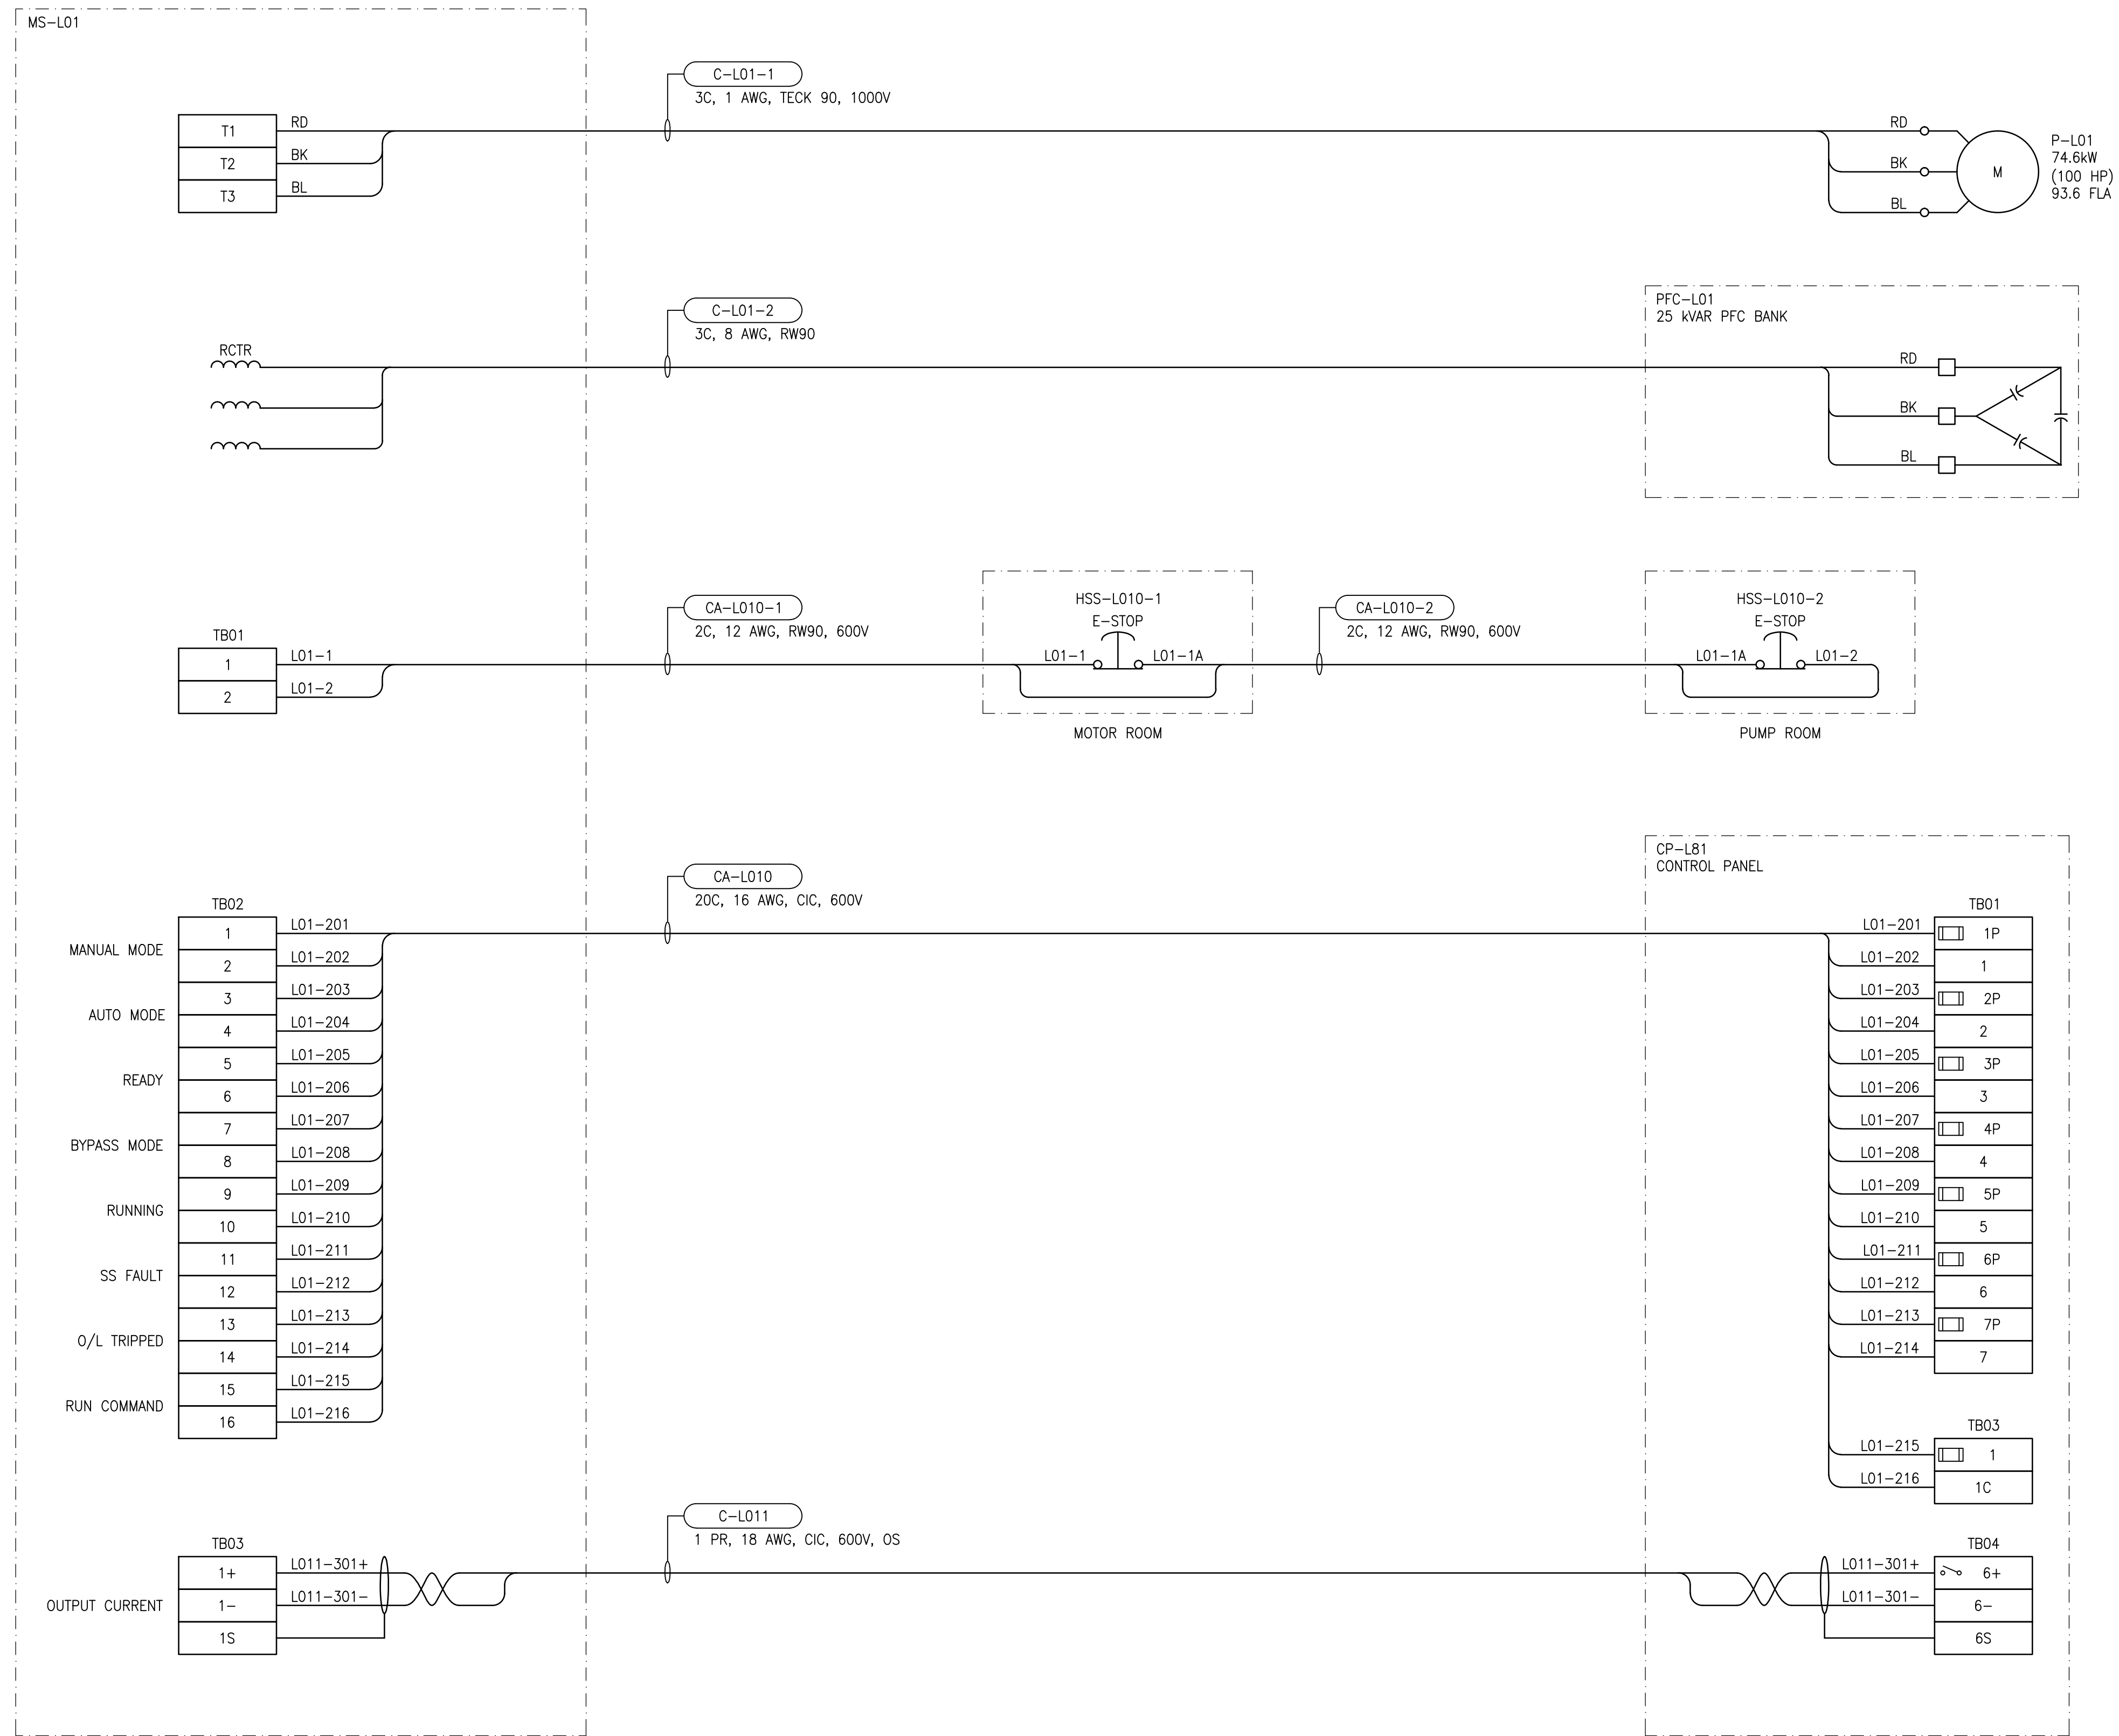 MS-L01
C-L01-1
3C, 1 AWG, TECK 90, 1000V
T1
RD
T2
BK
T3
BL
RD
BK
BL
M
P-L01
74.6kW
(100 HP)
93.6 FLA
C-L01-2
3C, 8 AWG, RW90
RCTR
PFC-L01
25 kVAR PFC BANK
RD
BK
BL
TB01
1
L01-1
2
L01-2
CA-L010-1
2C, 12 AWG, RW90, 600V
HSS-L010-1
E-STOP
L01-1
L01-1A
MOTOR ROOM
CA-L010-2
2C, 12 AWG, RW90, 600V
HSS-L010-2
E-STOP
L01-1A
L01-2
PUMP ROOM
CA-L010
20C, 16 AWG, CIC, 600V
TB02
MANUAL MODE
1
L01-201
2
L01-202
AUTO MODE
3
L01-203
4
L01-204
READY
5
L01-205
6
L01-206
BYPASS MODE
7
L01-207
8
L01-208
RUNNING
9
L01-209
10
L01-210
SS FAULT
11
L01-211
12
L01-212
O/L TRIPPED
13
L01-213
14
L01-214
RUN COMMAND
15
L01-215
16
L01-216
CP-L81
CONTROL PANEL
TB01
L01-201
1P
L01-202
1
L01-203
2P
L01-204
2
L01-205
3P
L01-206
3
L01-207
4P
L01-208
4
L01-209
5P
L01-210
5
L01-211
6P
L01-212
6
L01-213
7P
L01-214
7
TB03
L01-215
1
L01-216
1C
C-L011
1 PR, 18 AWG, CIC, 600V, OS
TB03
OUTPUT CURRENT
1+
L011-301+
1-
L011-301-
1S
TB04
L011-301+
6+
L011-301-
6-
6S